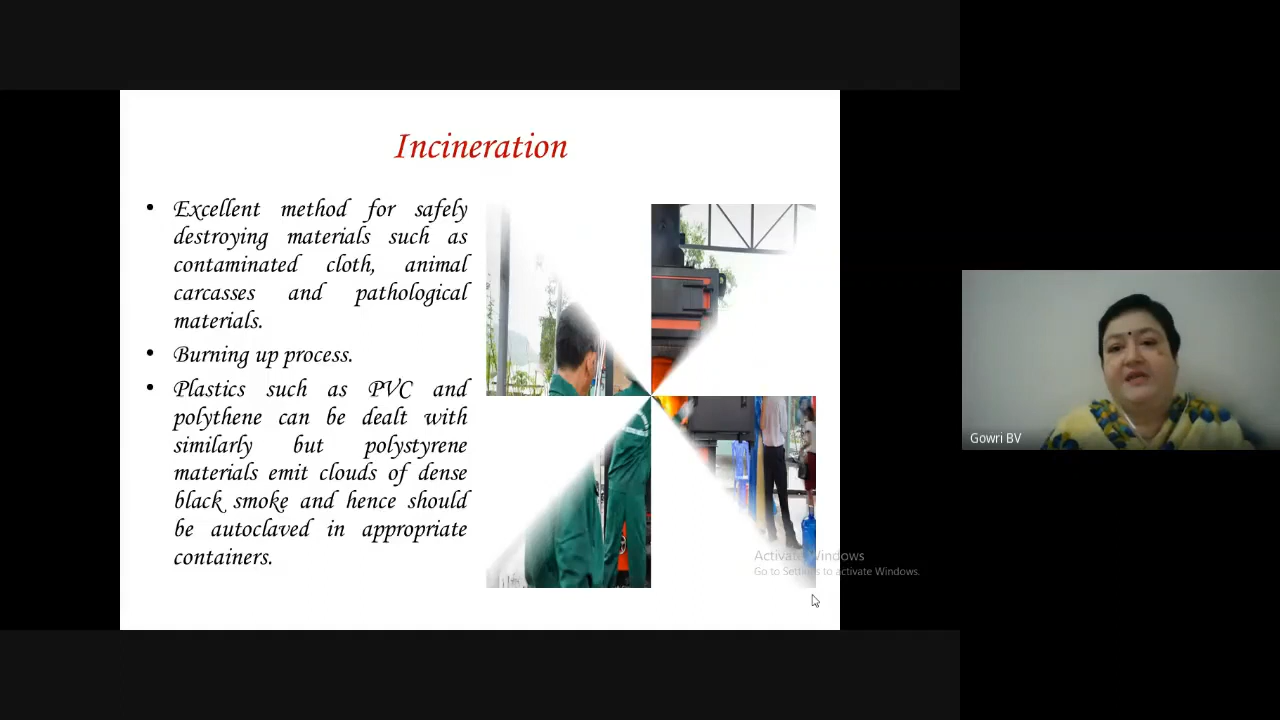 Incineration
• Excellent method for safely
destroying materials such as
contaminated cloth, animal
carcasses and pathological
materials.
• Burning up process.
• Plastics such as PVC and
polythene can be dealt with
similarly but polystyrene
materials emit clouds of dense
black smoke and hence should
be autoclaved in appropriate
containers.
Gowri BV
Activate Windows
Go to Settings to activate Windows.